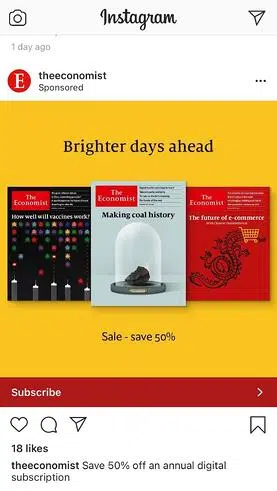 Instagram
1 day ago
E
theeconomist
Sponsored
Brighter days ahead
The
Economist
How well will vaccines work?
The
Economist
Making coal history
The
Economist
The future of e-commerce
Sale - save 50%
Subscribe
18 likes
theeconomist Save 50% off an annual digital
subscription